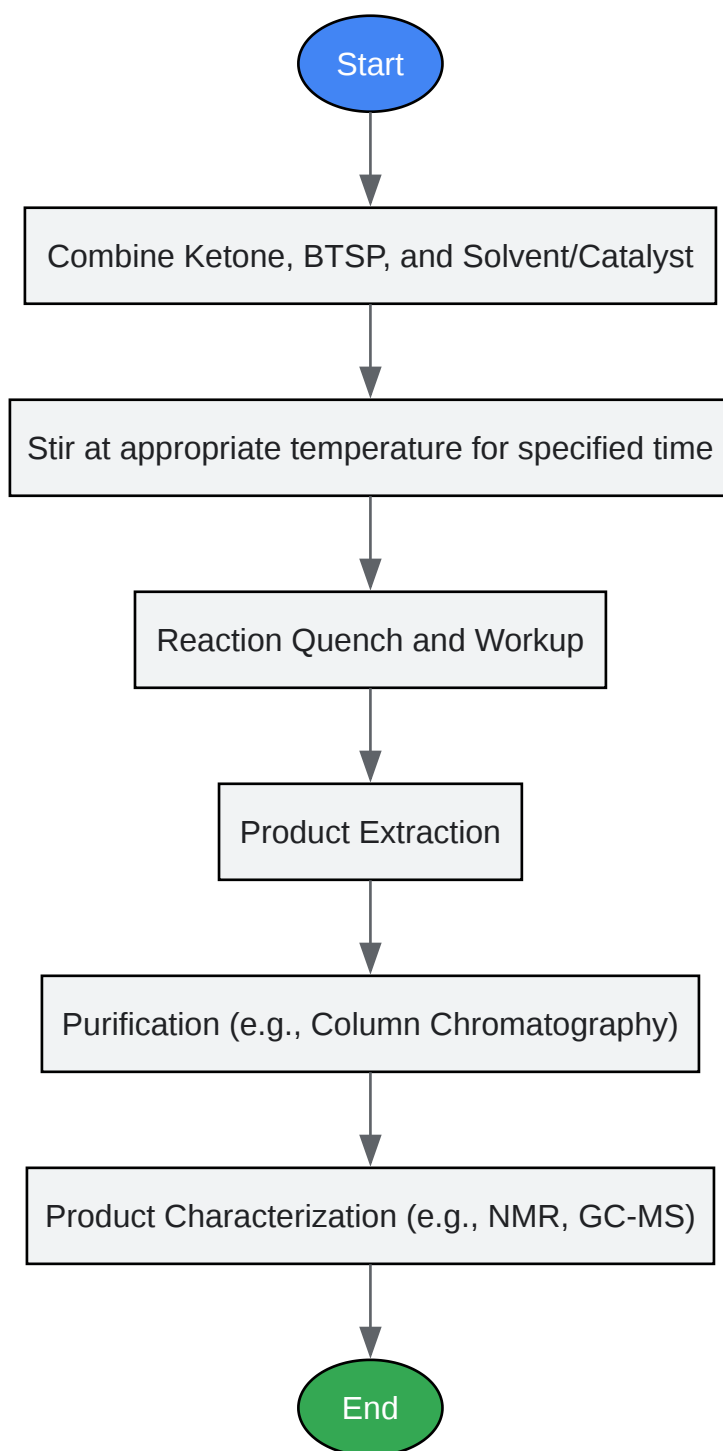 Start
Combine Ketone, BTSP, and Solvent/Catalyst
Stir at appropriate temperature for specified time
Reaction Quench and Workup
Product Extraction
Purification (e.g., Column Chromatography)
Product Characterization (e.g., NMR, GC-MS)
End